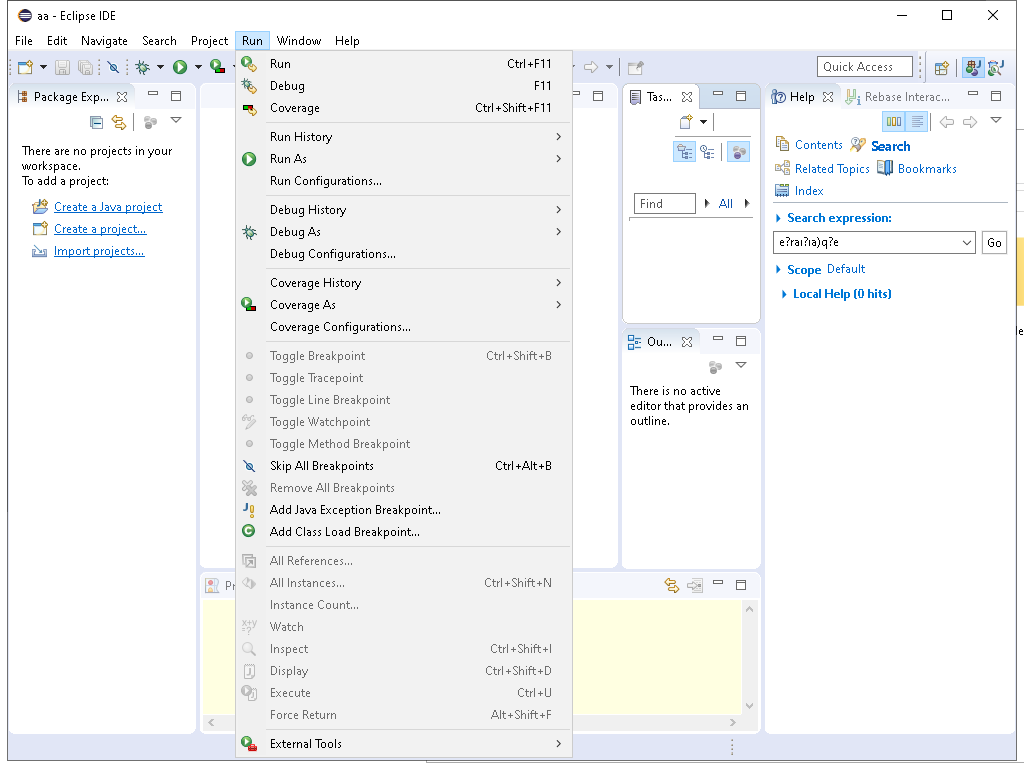 aa - Eclipse IDE
File Edit Navigate Search Project Run Window Help
Quick Access
Package Exp...
There are no projects in your
workspace.
To add a project:
Create a Java project
Create a project...
Import projects...
Run Ctrl+F11
Debug F11
Coverage Ctrl+Shift+F11
Run History
Run As
Run Configurations...
Debug History
Debug As
Debug Configurations...
Coverage History
Coverage As
Coverage Configurations...
Toggle Breakpoint Ctrl+Shift+B
Toggle Tracepoint
Toggle Line Breakpoint
Toggle Watchpoint
Toggle Method Breakpoint
Skip All Breakpoints Ctrl+Alt+B
Remove All Breakpoints
Add Java Exception Breakpoint...
Add Class Load Breakpoint...
All References...
All Instances... Ctrl+Shift+N
Instance Count...
Watch
Inspect Ctrl+Shift+I
Display Ctrl+Shift+D
Execute Ctrl+U
Force Return Alt+Shift+F
External Tools
Pr
Tas...
Find All
Ou...
There is no active
editor that provides an
outline.
Help Rebase Interac...
Contents Search
Related Topics Bookmarks
Index
Search expression:
e?raı?ıa)q?e Go
Scope Default
Local Help (0 hits)